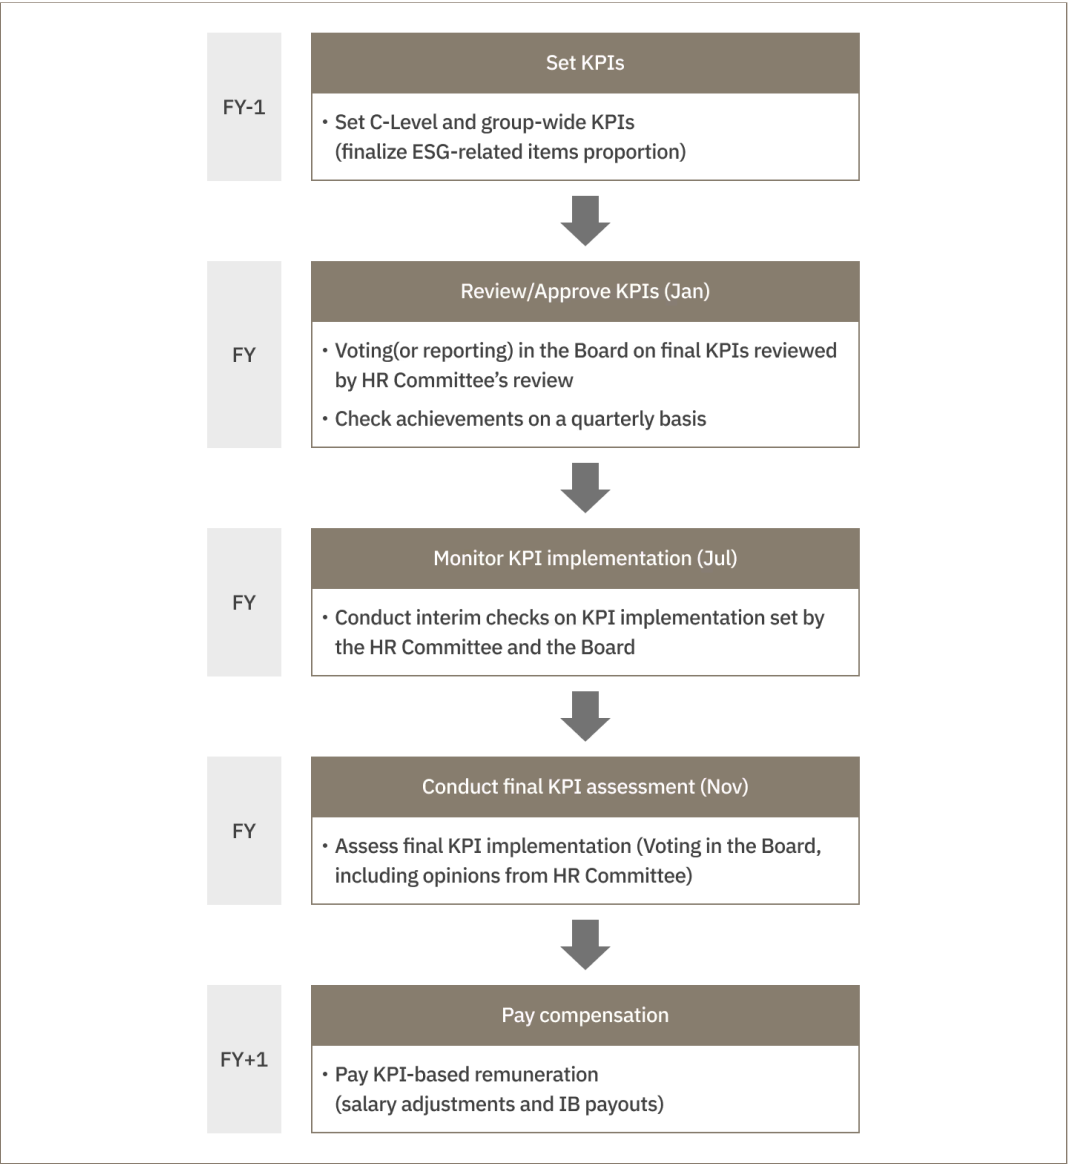 FY-1
Set KPIs
• Set C-Level and group-wide KPIs
(finalize ESG-related items proportion)
FY
Review/Approve KPIs (Jan)
• Voting(or reporting) in the Board on final KPIs reviewed
by HR Committee’s review
• Check achievements on a quarterly basis
FY
Monitor KPI implementation (Jul)
• Conduct interim checks on KPI implementation set by
the HR Committee and the Board
FY
Conduct final KPI assessment (Nov)
• Assess final KPI implementation (Voting in the Board,
including opinions from HR Committee)
FY+1
Pay compensation
• Pay KPI-based remuneration
(salary adjustments and IB payouts)